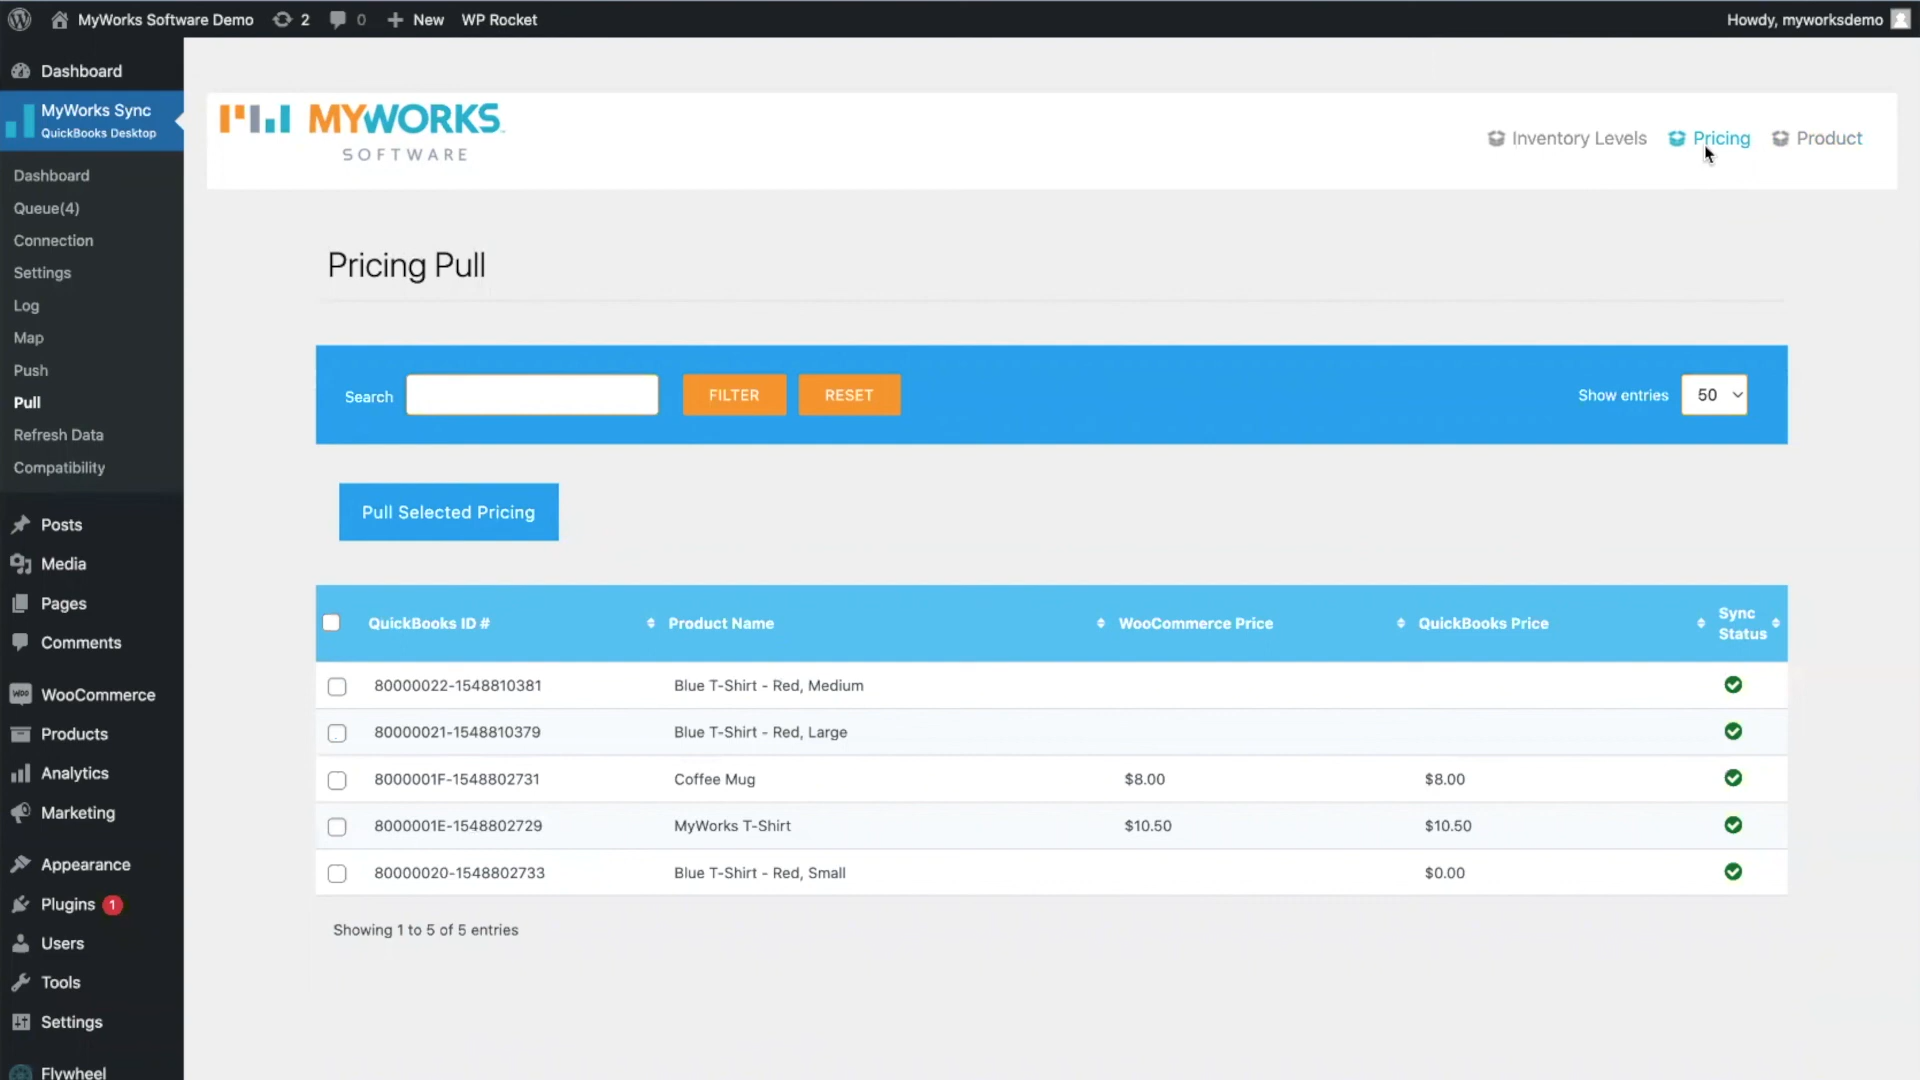 MyWorks Software Demo 2 0 New WP Rocket Howdy, myworksdemo
Dashboard
MyWorks Sync
QuickBooks Desktop
Dashboard
Queue(4)
Connection
Settings
Log
Map
Push
Pull
Refresh Data
Compatibility
Posts
Media
Pages
Comments
WooCommerce
Products
Analytics
Marketing
Appearance
Plugins 1
Users
Tools
Settings
Flywheel
MYWORKS
SOFTWARE
Inventory Levels Pricing Product
Pricing Pull
Search FILTER RESET Show entries 50
Pull Selected Pricing
QuickBooks ID # Product Name WooCommerce Price QuickBooks Price Sync Status
80000022-1548810381 Blue T-Shirt - Red, Medium
80000021-1548810379 Blue T-Shirt - Red, Large
8000001F-1548802731 Coffee Mug $8.00 $8.00
8000001E-1548802729 MyWorks T-Shirt $10.50 $10.50
80000020-1548802733 Blue T-Shirt - Red, Small $0.00
Showing 1 to 5 of 5 entries